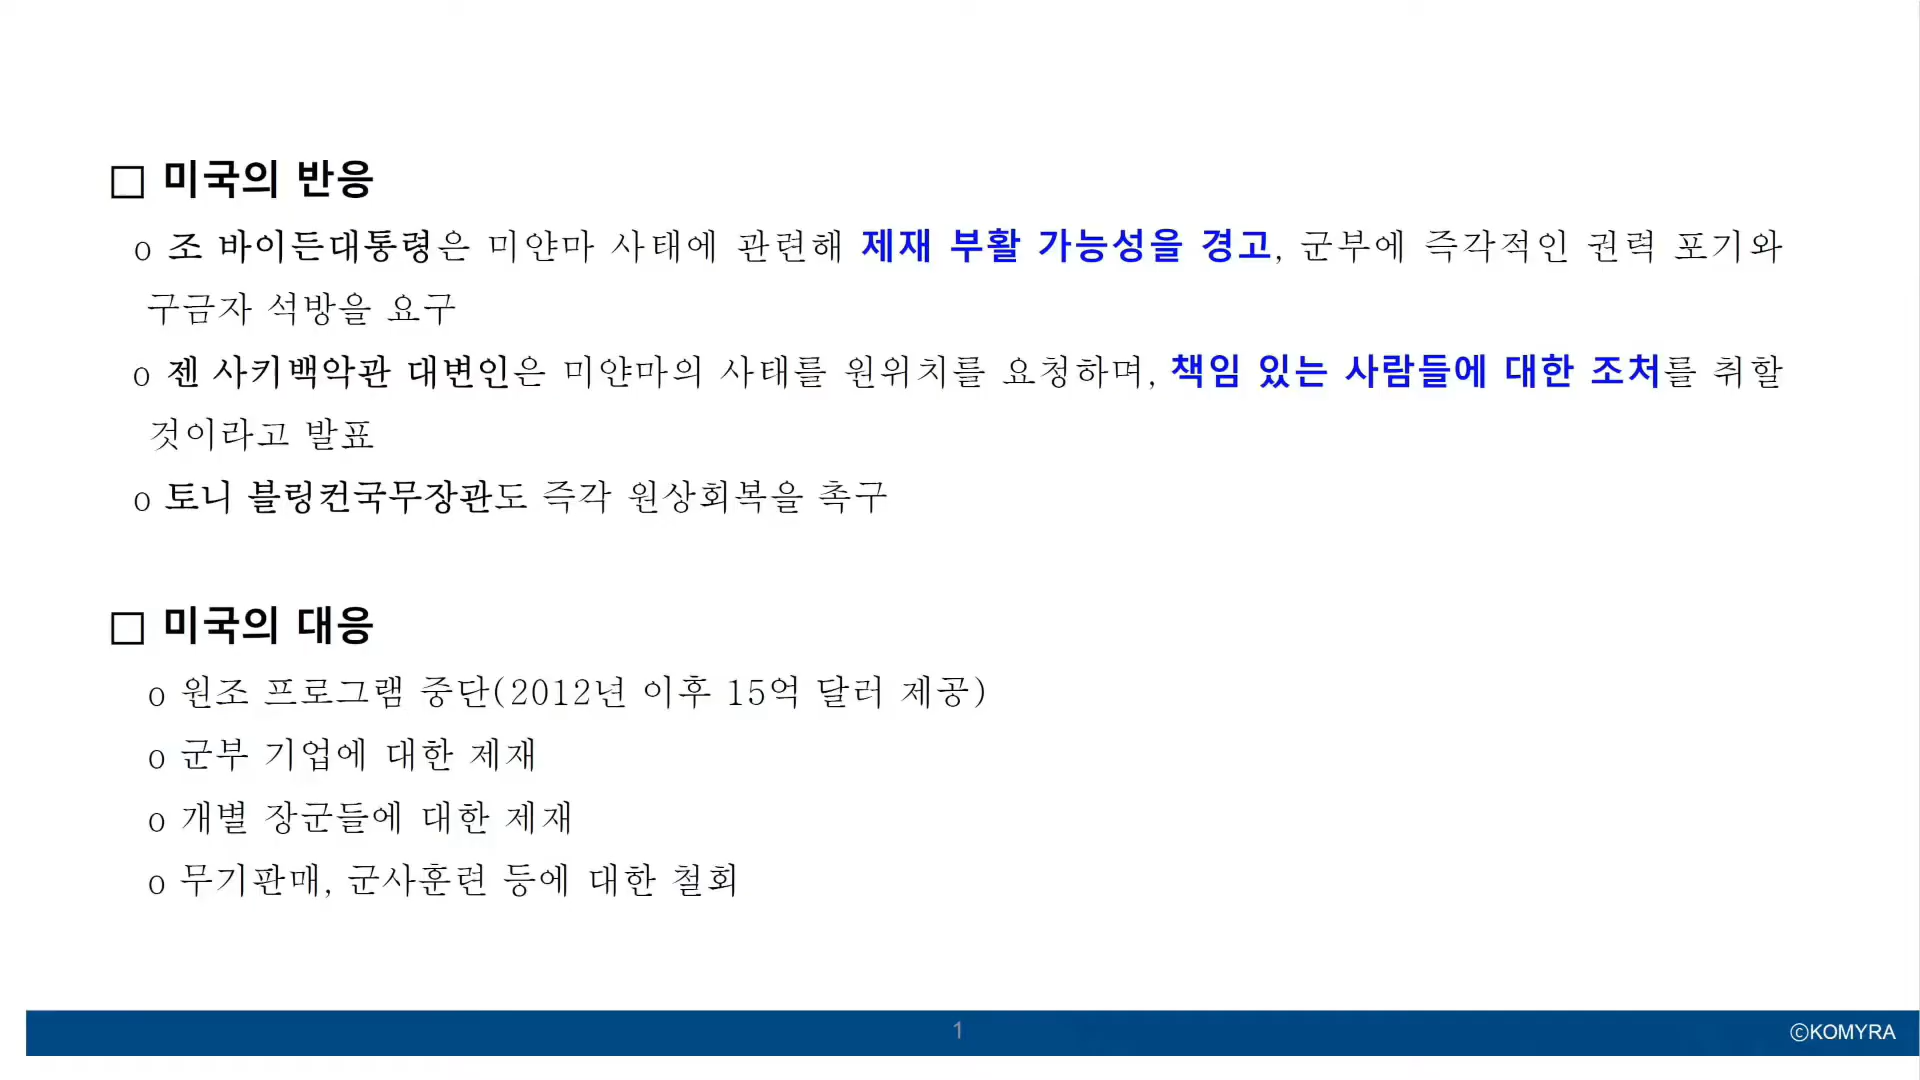 □ 미국의 반응
o 조 바이든대통령은 미얀마 사태에 관련해 제재 부활 가능성을 경고, 군부에 즉각적인 권력 포기와
구금자 석방을 요구
o 젠 사키백악관 대변인은 미얀마의 사태를 원위치를 요청하며, 책임 있는 사람들에 대한 조처를 취할
것이라고 발표
o 토니 블링컨국무장관도 즉각 원상회복을 촉구
□ 미국의 대응
o 원조 프로그램 중단(2012년 이후 15억 달러 제공)
o 군부 기업에 대한 제재
o 개별 장군들에 대한 제재
o 무기판매, 군사훈련 등에 대한 철회
1
ⓒKOMYRA